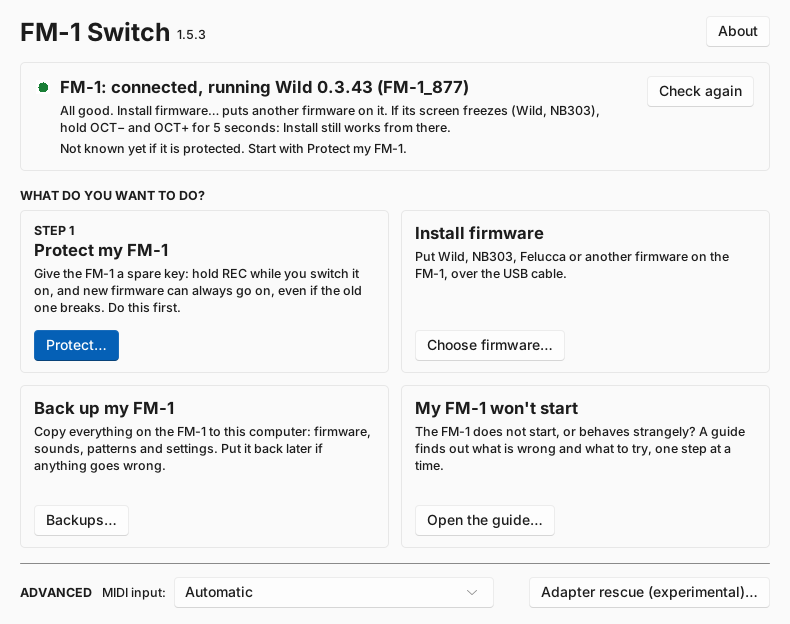 FM-1 Switch 1.5.3
About
FM-1: connected, running Wild 0.3.43 (FM-1_877)
Check again
All good. Install firmware... puts another firmware on it. If its screen freezes (Wild, NB303),
hold OCT− and OCT+ for 5 seconds: Install still works from there.
Not known yet if it is protected. Start with Protect my FM-1.
WHAT DO YOU WANT TO DO?
STEP 1
Protect my FM-1
Give the FM-1 a spare key: hold REC while you switch it
on, and new firmware can always go on, even if the old
one breaks. Do this first.
Protect...
Install firmware
Put Wild, NB303, Felucca or another firmware on the
FM-1, over the USB cable.
Choose firmware...
Back up my FM-1
Copy everything on the FM-1 to this computer: firmware,
sounds, patterns and settings. Put it back later if
anything goes wrong.
Backups...
My FM-1 won't start
The FM-1 does not start, or behaves strangely? A guide
finds out what is wrong and what to try, one step at a
time.
Open the guide...
ADVANCED MIDI input: Automatic
Adapter rescue (experimental)...